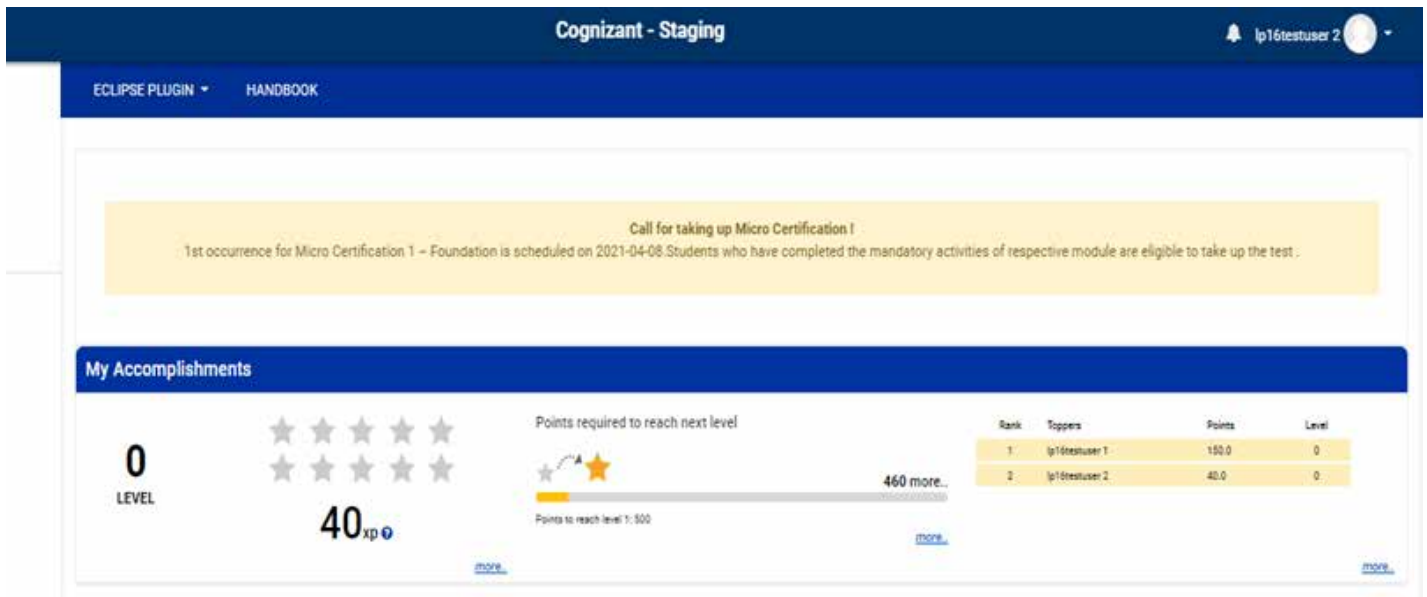 Cognizant - Staging
lp16testuser 2
ECLIPSE PLUGIN
HANDBOOK
Call for taking up Micro Certification !
1st occurrence for Micro Certification 1 – Foundation is scheduled on 2021-04-08.Students who have completed the mandatory activities of respective module are eligible to take up the test .
My Accomplishments
0
LEVEL
40xp ?
more..
Points required to reach next level
460 more..
Points to reach level 1: 500
more..
Rank Toppers Points Level
1 lp16testuser 1 150.0 0
2 lp16testuser 2 40.0 0
more..